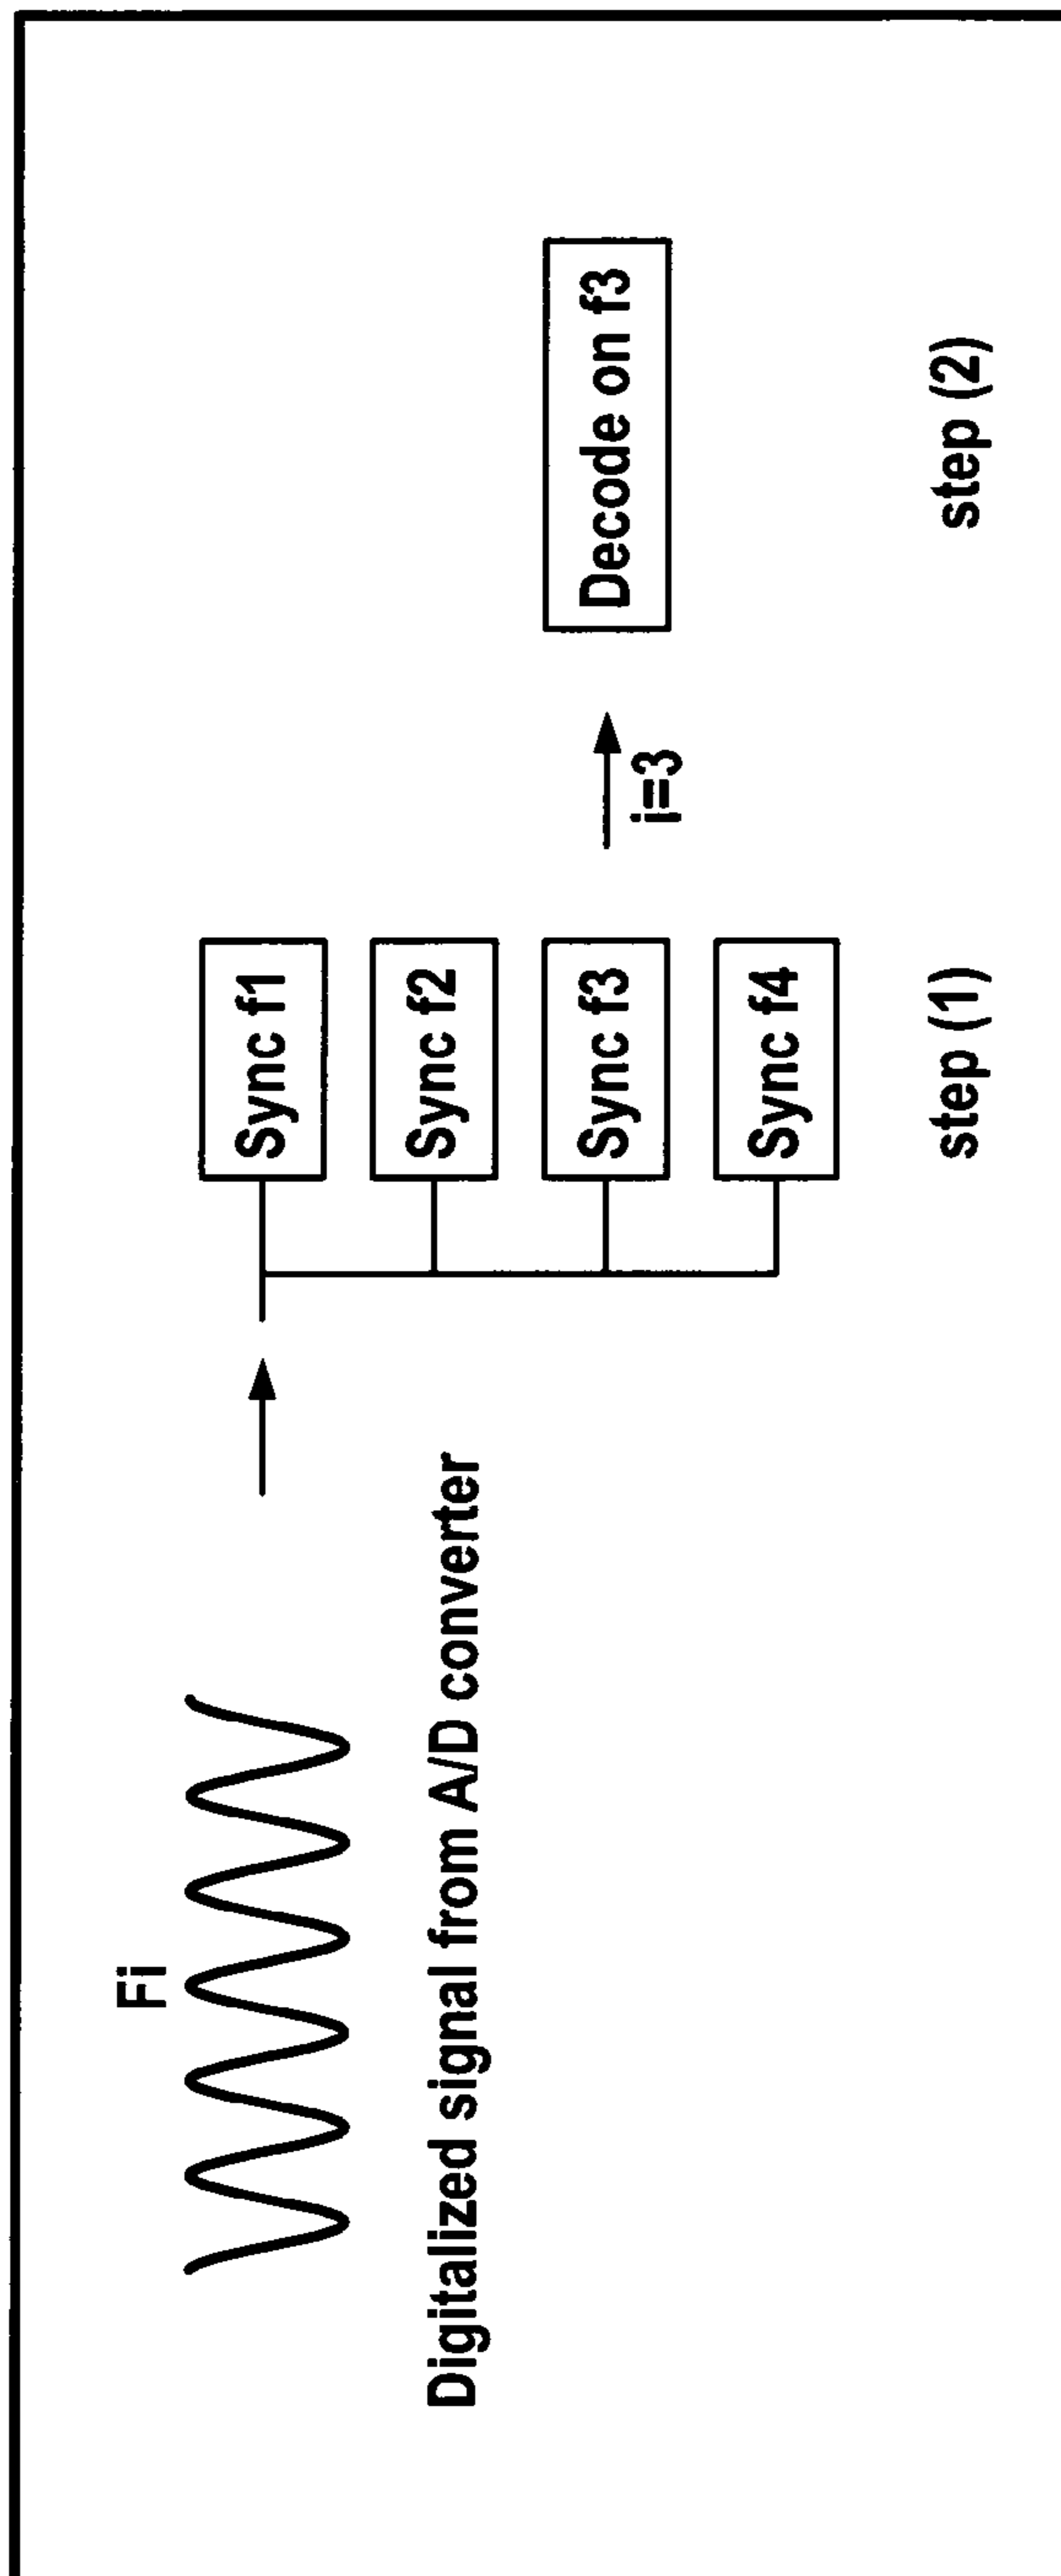 Fi
Digitalized signal from A/D converter
Sync f1
Sync f2
Sync f3
Sync f4
step (1)
i=3
Decode on f3
step (2)